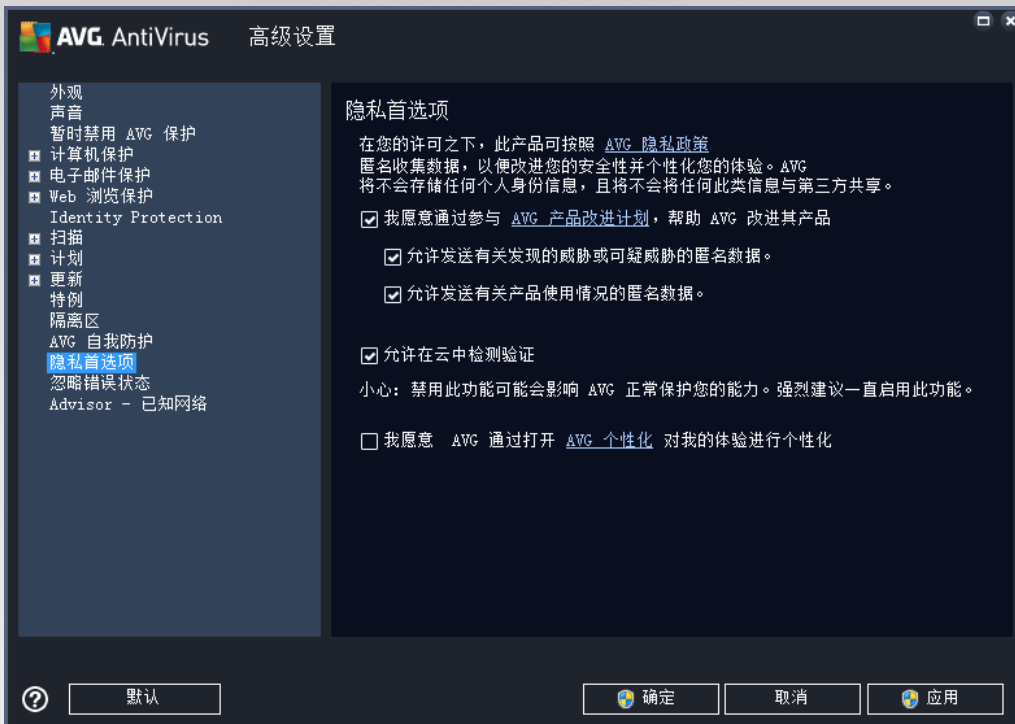 AVG AntiVirus 高级设置
外观
声音
暂时禁用 AVG 保护
计算机保护
电子邮件保护
Web 浏览保护
Identity Protection
扫描
计划
更新
特例
隔离区
AVG 自我防护
隐私首选项
忽略错误状态
Advisor - 已知网络
隐私首选项
在您的许可之下，此产品可按照 AVG 隐私政策
匿名收集数据，以便改进您的安全性并个性化您的体验。AVG
将不会存储任何个人身份信息，且将不会将任何此类信息与第三方共享。
我愿意通过参与 AVG 产品改进计划，帮助 AVG 改进其产品
允许发送有关发现的威胁或可疑威胁的匿名数据。
允许发送有关产品使用情况的匿名数据。
允许在云中检测验证
小心: 禁用此功能可能会影响 AVG 正常保护您的能力。强烈建议一直启用此功能。
我愿意 AVG 通过打开 AVG 个性化 对我的体验进行个性化
默认
确定
取消
应用